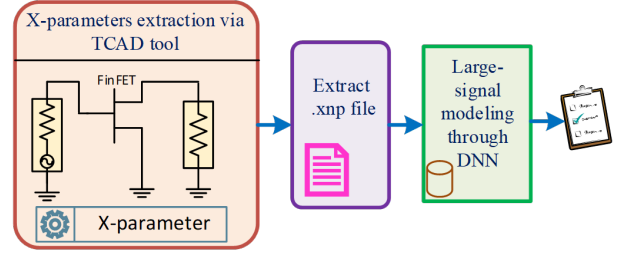 X-parameters extraction via
TCAD tool
FinFET
X-parameter
Extract
.xnp file
Large-
signal
modeling
through
DNN